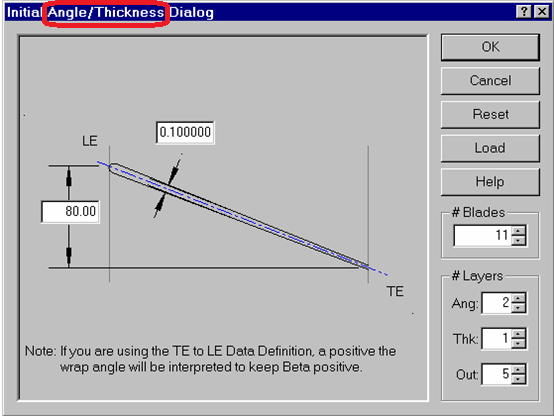 Initial Angle/Thickness Dialog
OK
Cancel
Reset
Load
Help
# Blades
11
# Layers
Ang: 2
Thk: 1
Out: 5
LE
0.100000
80.00
TE
Note: If you are using the TE to LE Data Definition, a positive the
wrap angle will be interpreted to keep Beta positive.